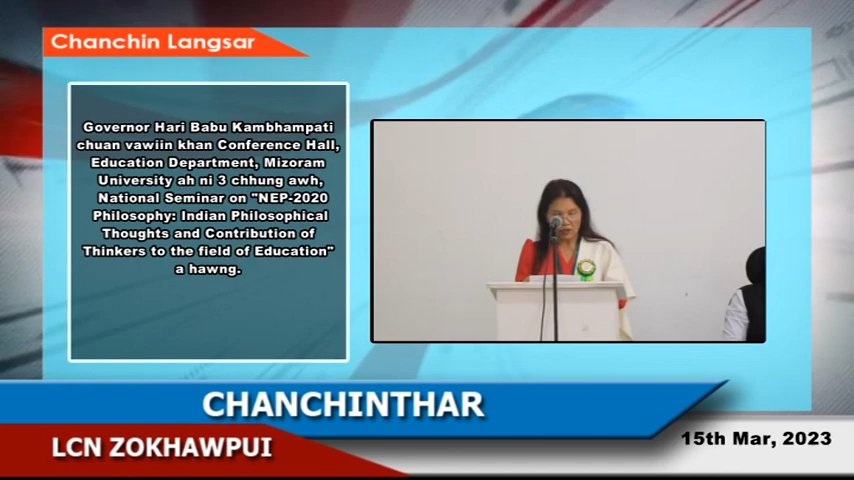 Chanchin Langsar
Governor Hari Babu Kambhampati
chuan vawiin khan Conference Hall,
Education Department, Mizoram
University ah ni 3 chhung awh,
National Seminar on "NEP-2020
Philosophy: Indian Philosophical
Thoughts and Contribution of
Thinkers to the field of Education"
a hawng.
CHANCHINTHAR
LCN ZOKHAWPUI
15th Mar, 2023